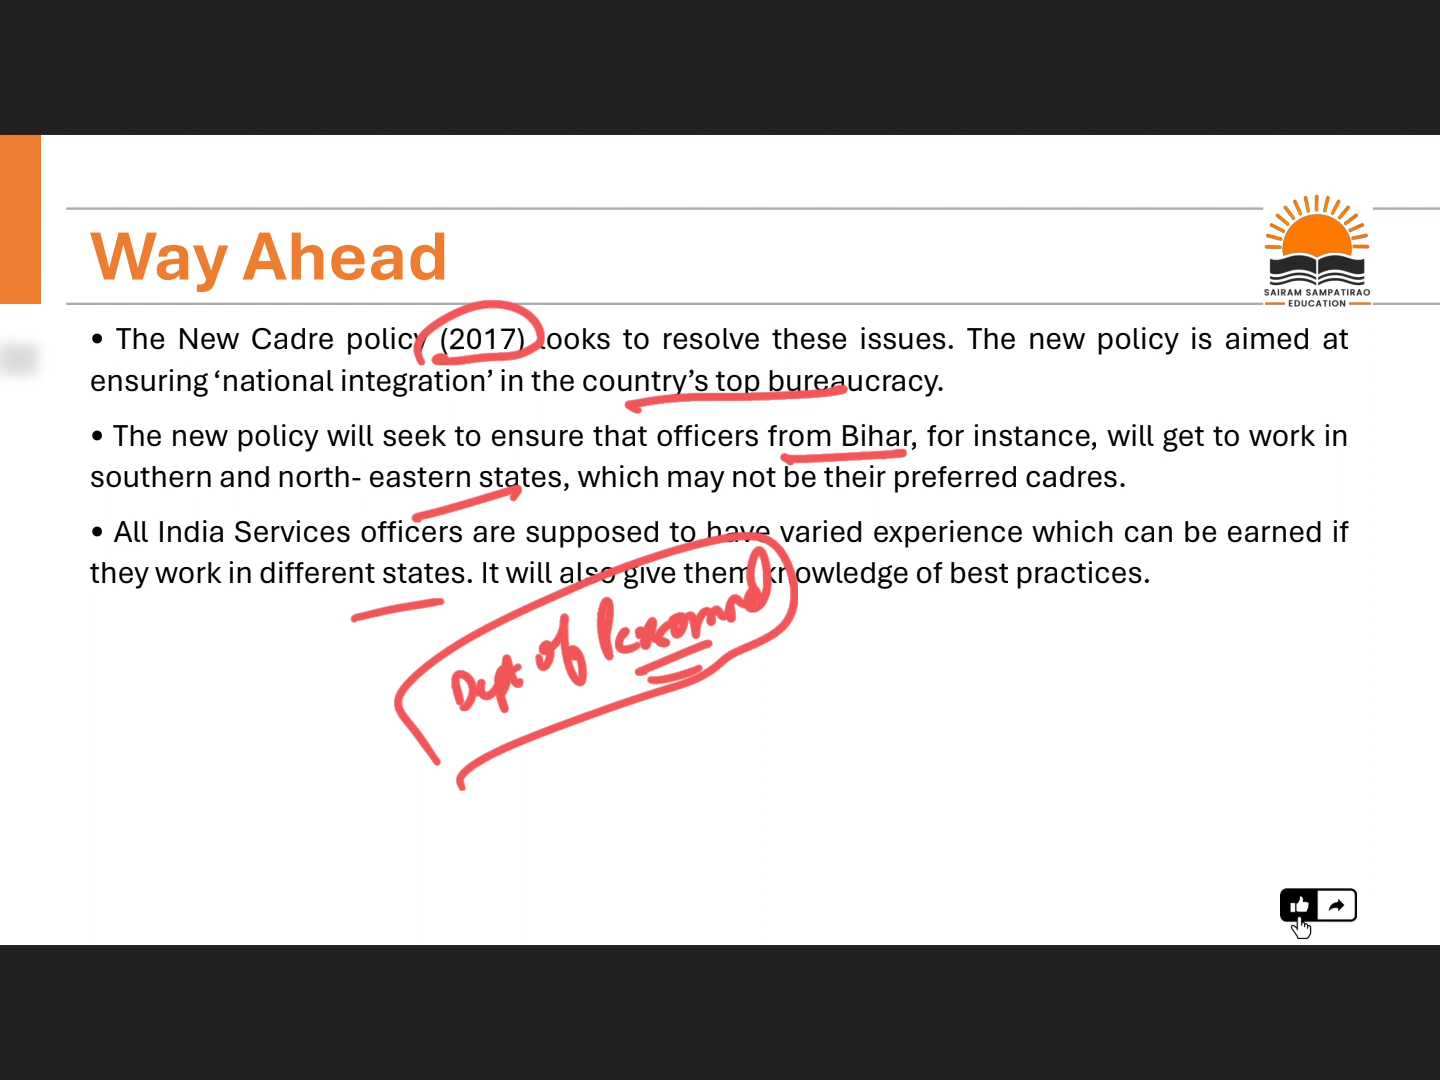 Way Ahead
SAIRAM SAMPATIRAO
EDUCATION
• The New Cadre policy (2017) looks to resolve these issues. The new policy is aimed at
ensuring ‘national integration’ in the country’s top bureaucracy.
• The new policy will seek to ensure that officers from Bihar, for instance, will get to work in
southern and north- eastern states, which may not be their preferred cadres.
• All India Services officers are supposed to have varied experience which can be earned if
they work in different states. It will also give them knowledge of best practices.
Dept of Personnel